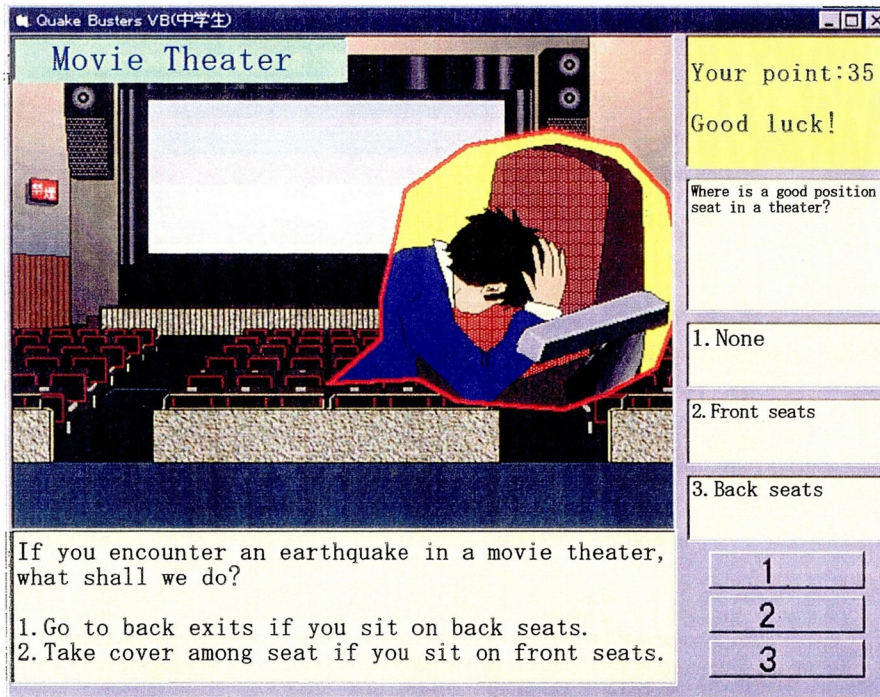 Quake Busters VB(中学生)
Movie Theater
禁煙
Your point:35
Good luck!
Where is a good position
seat in a theater?
1.None
2.Front seats
3.Back seats
If you encounter an earthquake in a movie theater,
what shall we do?
1.Go to back exits if you sit on back seats.
2.Take cover among seat if you sit on front seats.
1
2
3